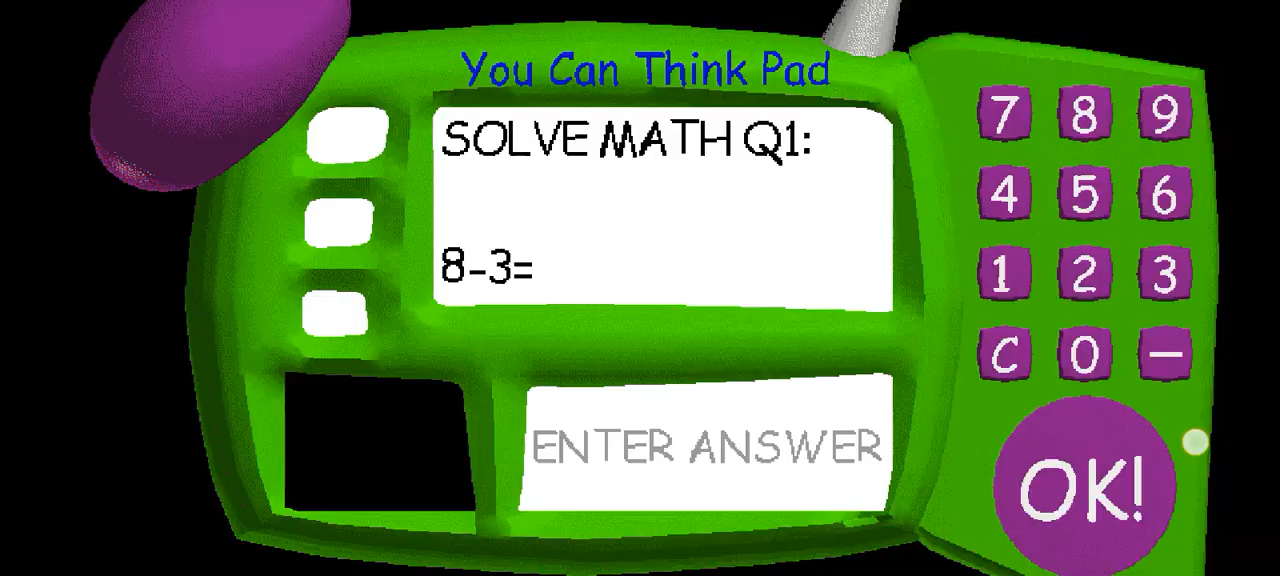 You Can Think Pad
SOLVE MATH Q1:
8-3=
ENTER ANSWER
7 8 9
4 5 6
1 2 3
C 0 —
OK!